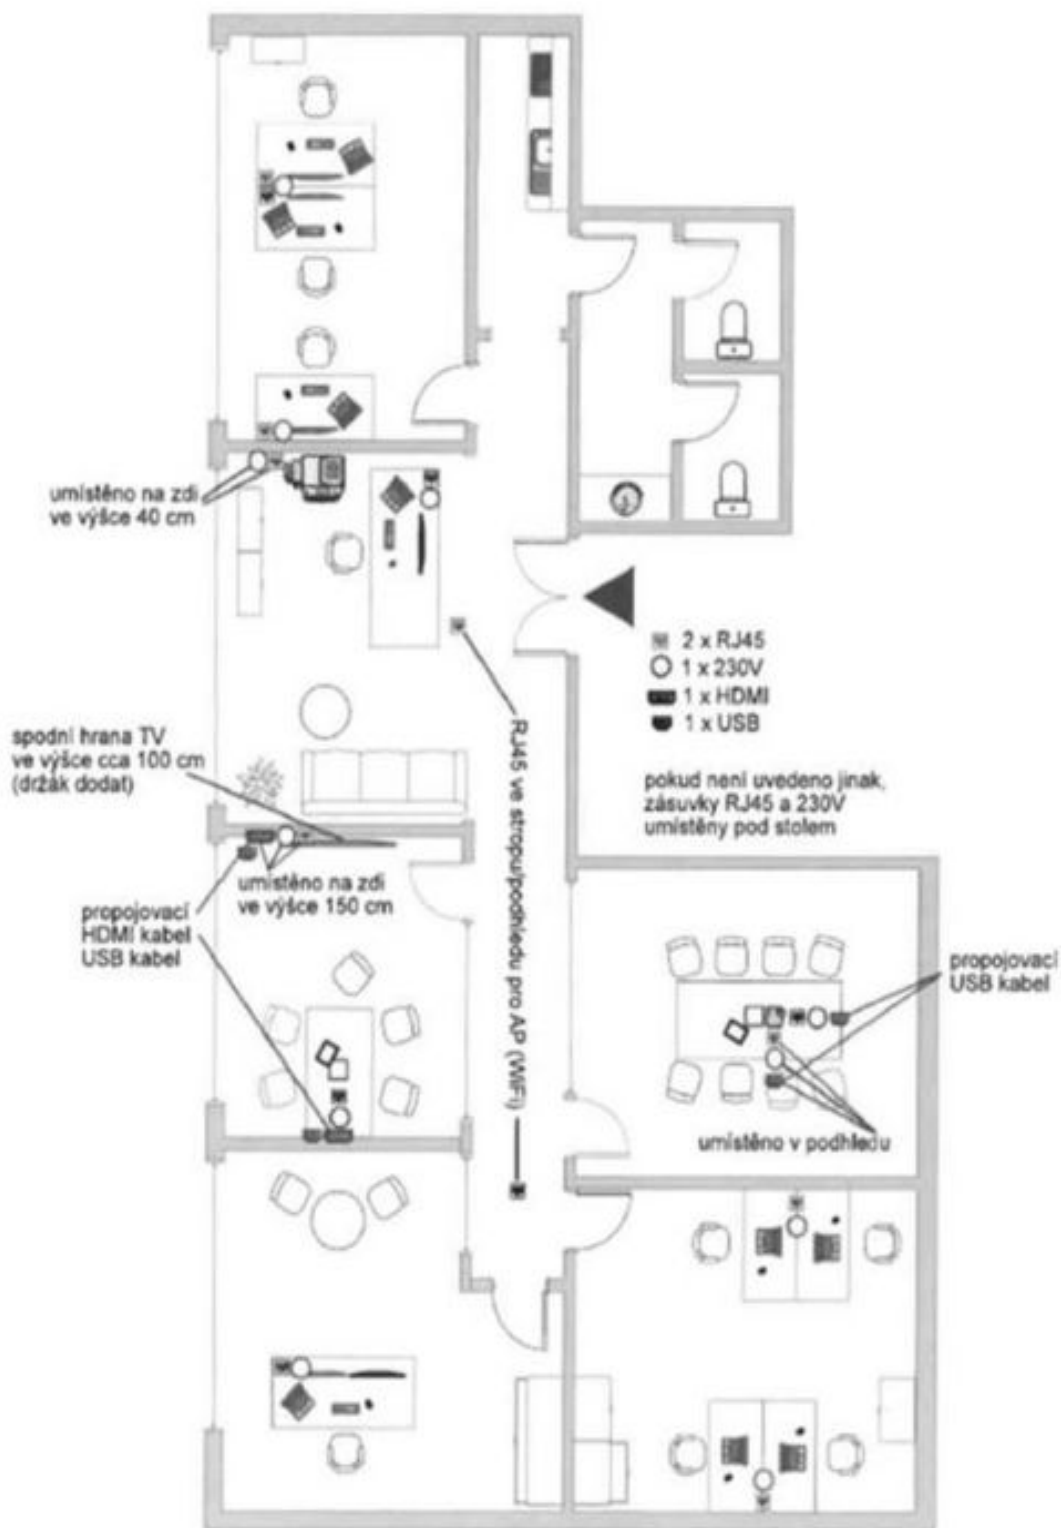 umístěno na zdi
ve výšce 40 cm
2 x RJ45
1 x 230V
1 x HDMI
1 x USB
spodní hrana TV
ve výšce cca 100 cm
(držák dodat)
RJ45 ve stropu/podhledu pro AP (WiFi)
pokud není uvedeno jinak,
zásuvky RJ45 a 230V
umístěny pod stolem
umístěno na zdi
ve výšce 150 cm
propojovací
HDMI kabel
USB kabel
propojovací
USB kabel
umístěno v podhledu